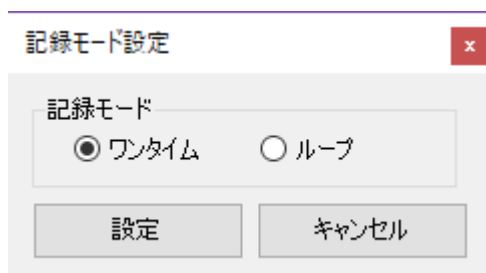 記録モード設定
x
記録モード
ワンタイム ループ
設定 キャンセル